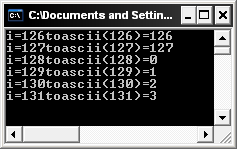 C:\Documents and Settin...
i=126toascii(126)=126
i=127toascii(127)=127
i=128toascii(128)=0
i=129toascii(129)=1
i=130toascii(130)=2
i=131toascii(131)=3